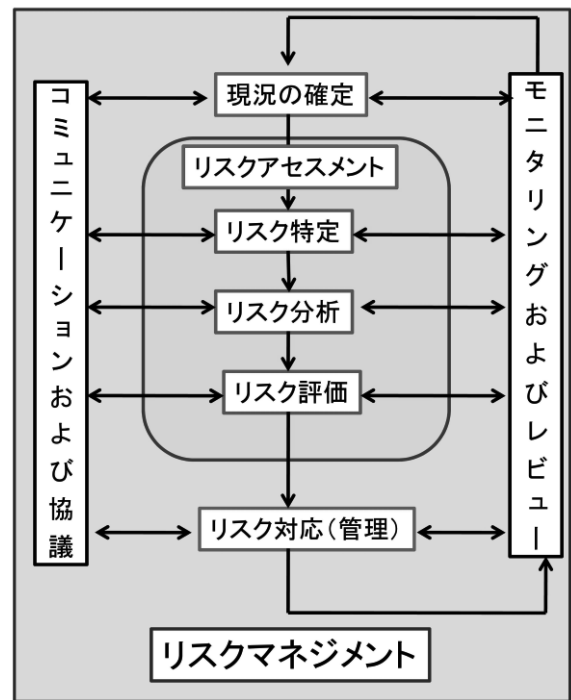 現況の確定
コミュニケーションおよび協議
モニタリングおよびレビュー
リスクアセスメント
リスク特定
リスク分析
リスク評価
リスク対応(管理)
リスクマネジメント